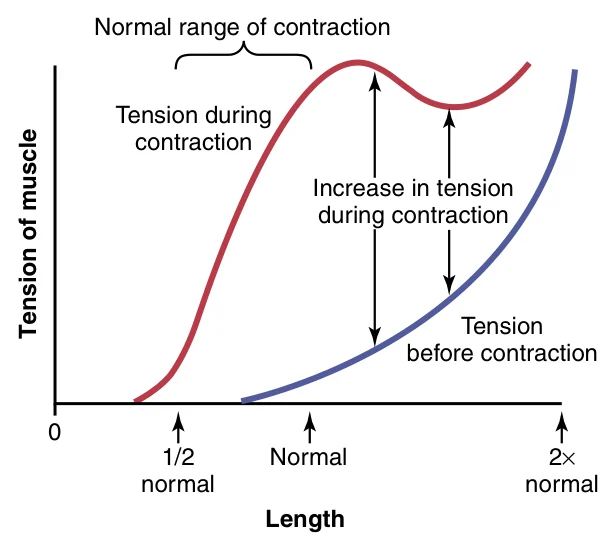 Normal range of contraction
Tension during
contraction
Increase in tension
during contraction
Tension
before contraction
Tension of muscle
0
1/2
normal
Normal
2×
normal
Length